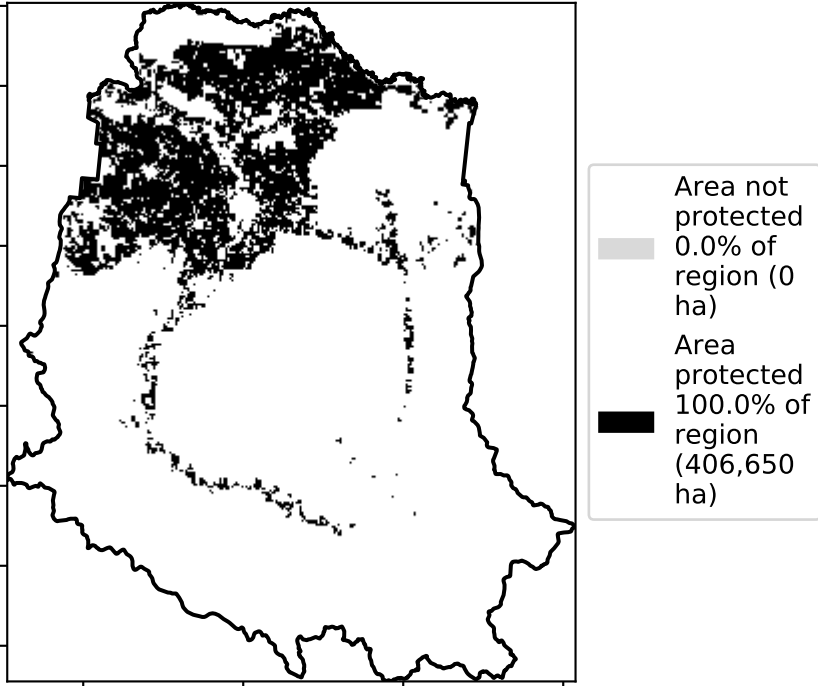 Area not
protected
0.0% of
region (0
ha)
Area
protected
100.0% of
region
(406,650
ha)